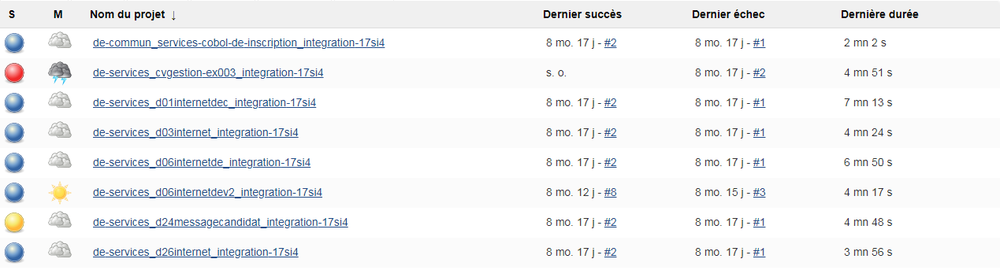 S M Nom du projet ↓ Dernier succès Dernier échec Dernière durée
de-commun_services-cobol-de-inscription_integration-17si4 8 mo. 17 j - #2 8 mo. 17 j - #1 2 mn 2 s
de-services_cvgestion-ex003_integration-17si4 s. o. 8 mo. 17 j - #2 4 mn 51 s
de-services_d01internetdec_integration-17si4 8 mo. 17 j - #2 8 mo. 17 j - #1 7 mn 13 s
de-services_d03internet_integration-17si4 8 mo. 17 j - #2 8 mo. 17 j - #1 4 mn 24 s
de-services_d06internetde_integration-17si4 8 mo. 17 j - #2 8 mo. 17 j - #1 6 mn 50 s
de-services_d06internetdev2_integration-17si4 8 mo. 12 j - #8 8 mo. 15 j - #3 4 mn 17 s
de-services_d24messagecandidat_integration-17si4 8 mo. 17 j - #2 8 mo. 17 j - #1 4 mn 48 s
de-services_d26internet_integration-17si4 8 mo. 17 j - #2 8 mo. 17 j - #1 3 mn 56 s